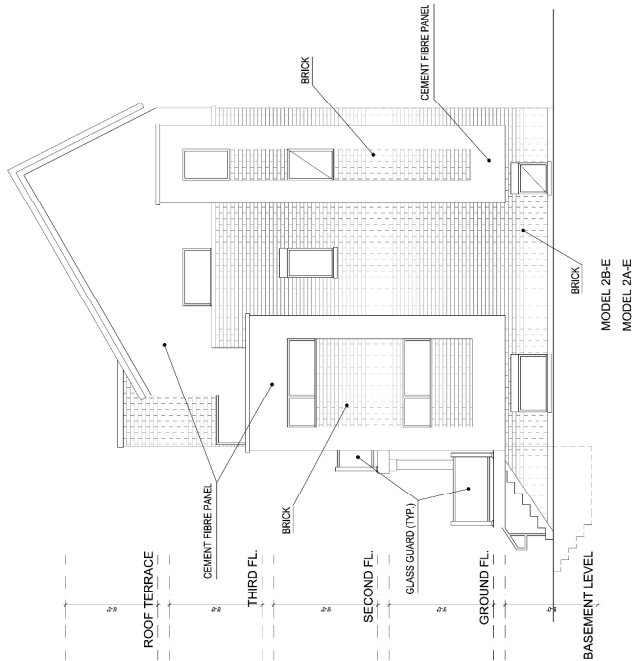 BRICK
CEMENT FIBRE PANEL
CEMENT FIBRE PANEL
BRICK
GLASS GUARD (TYP.)
BRICK
MODEL 2B-E
MODEL 2A-E
ROOF TERRACE
THIRD FL.
SECOND FL.
GROUND FL.
BASEMENT LEVEL